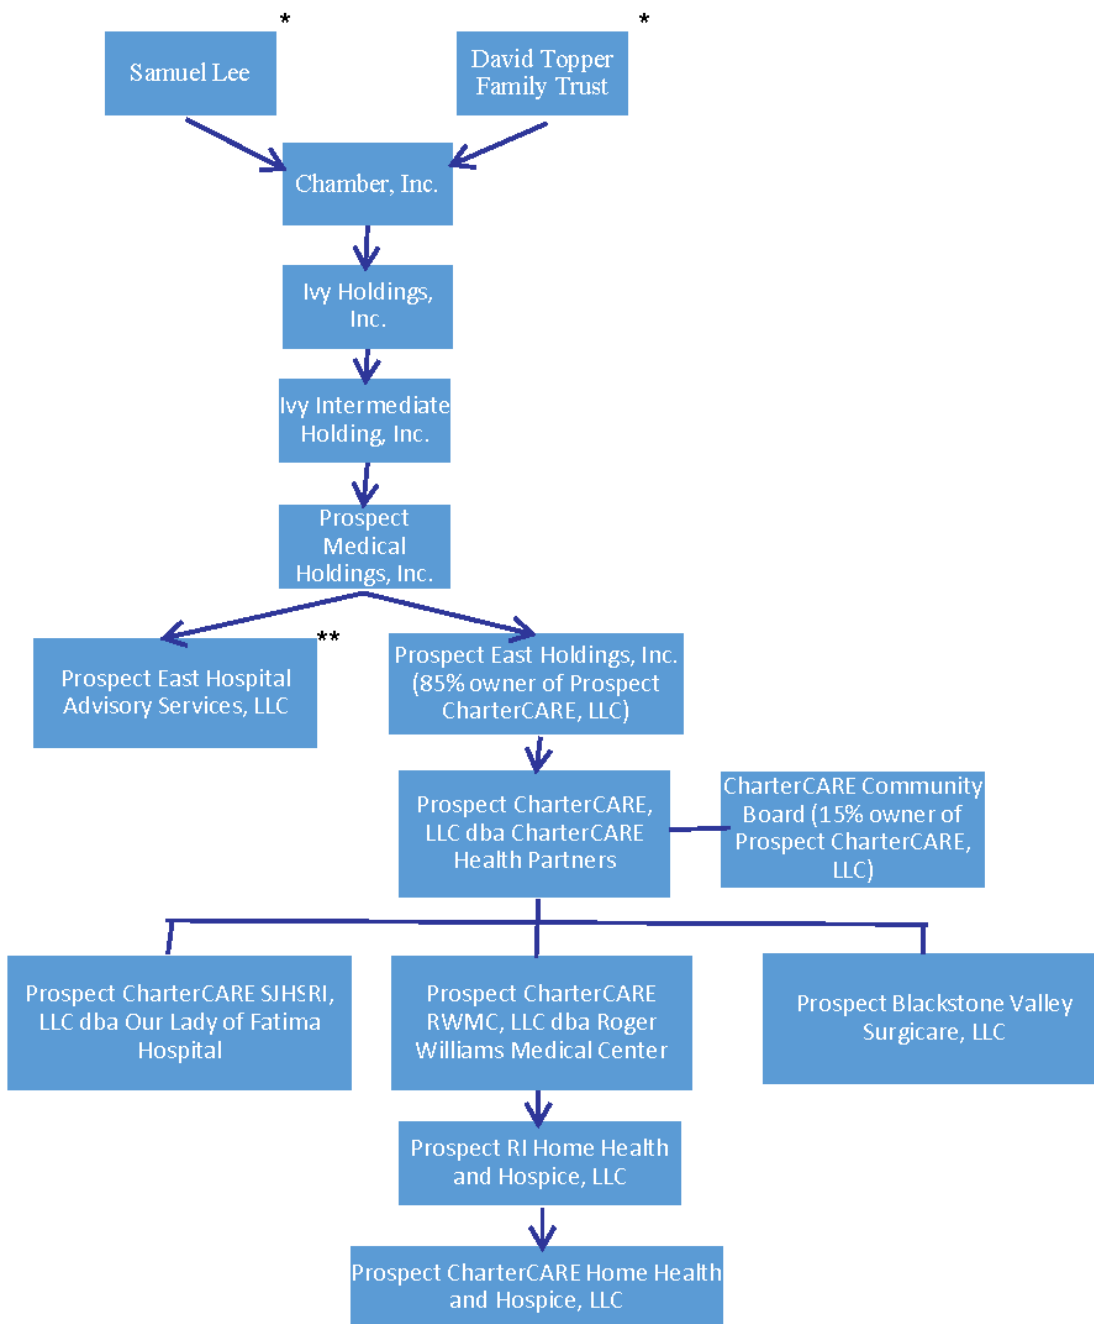 *
*
Samuel Lee
David Topper
Family Trust
Chamber, Inc.
Ivy Holdings,
Inc.
Ivy Intermediate
Holding, Inc.
Prospect
Medical
Holdings, Inc.
**
Prospect East Hospital
Advisory Services, LLC
Prospect East Holdings, Inc.
(85% owner of Prospect
CharterCARE, LLC)
Prospect CharterCARE,
LLC dba CharterCARE
Health Partners
CharterCARE Community
Board (15% owner of
Prospect CharterCARE,
LLC)
Prospect CharterCARE SJHSRI,
LLC dba Our Lady of Fatima
Hospital
Prospect CharterCARE
RWMC, LLC dba Roger
Williams Medical Center
Prospect Blackstone Valley
Surgicare, LLC
Prospect RI Home Health
and Hospice, LLC
Prospect CharterCARE Home Health
and Hospice, LLC